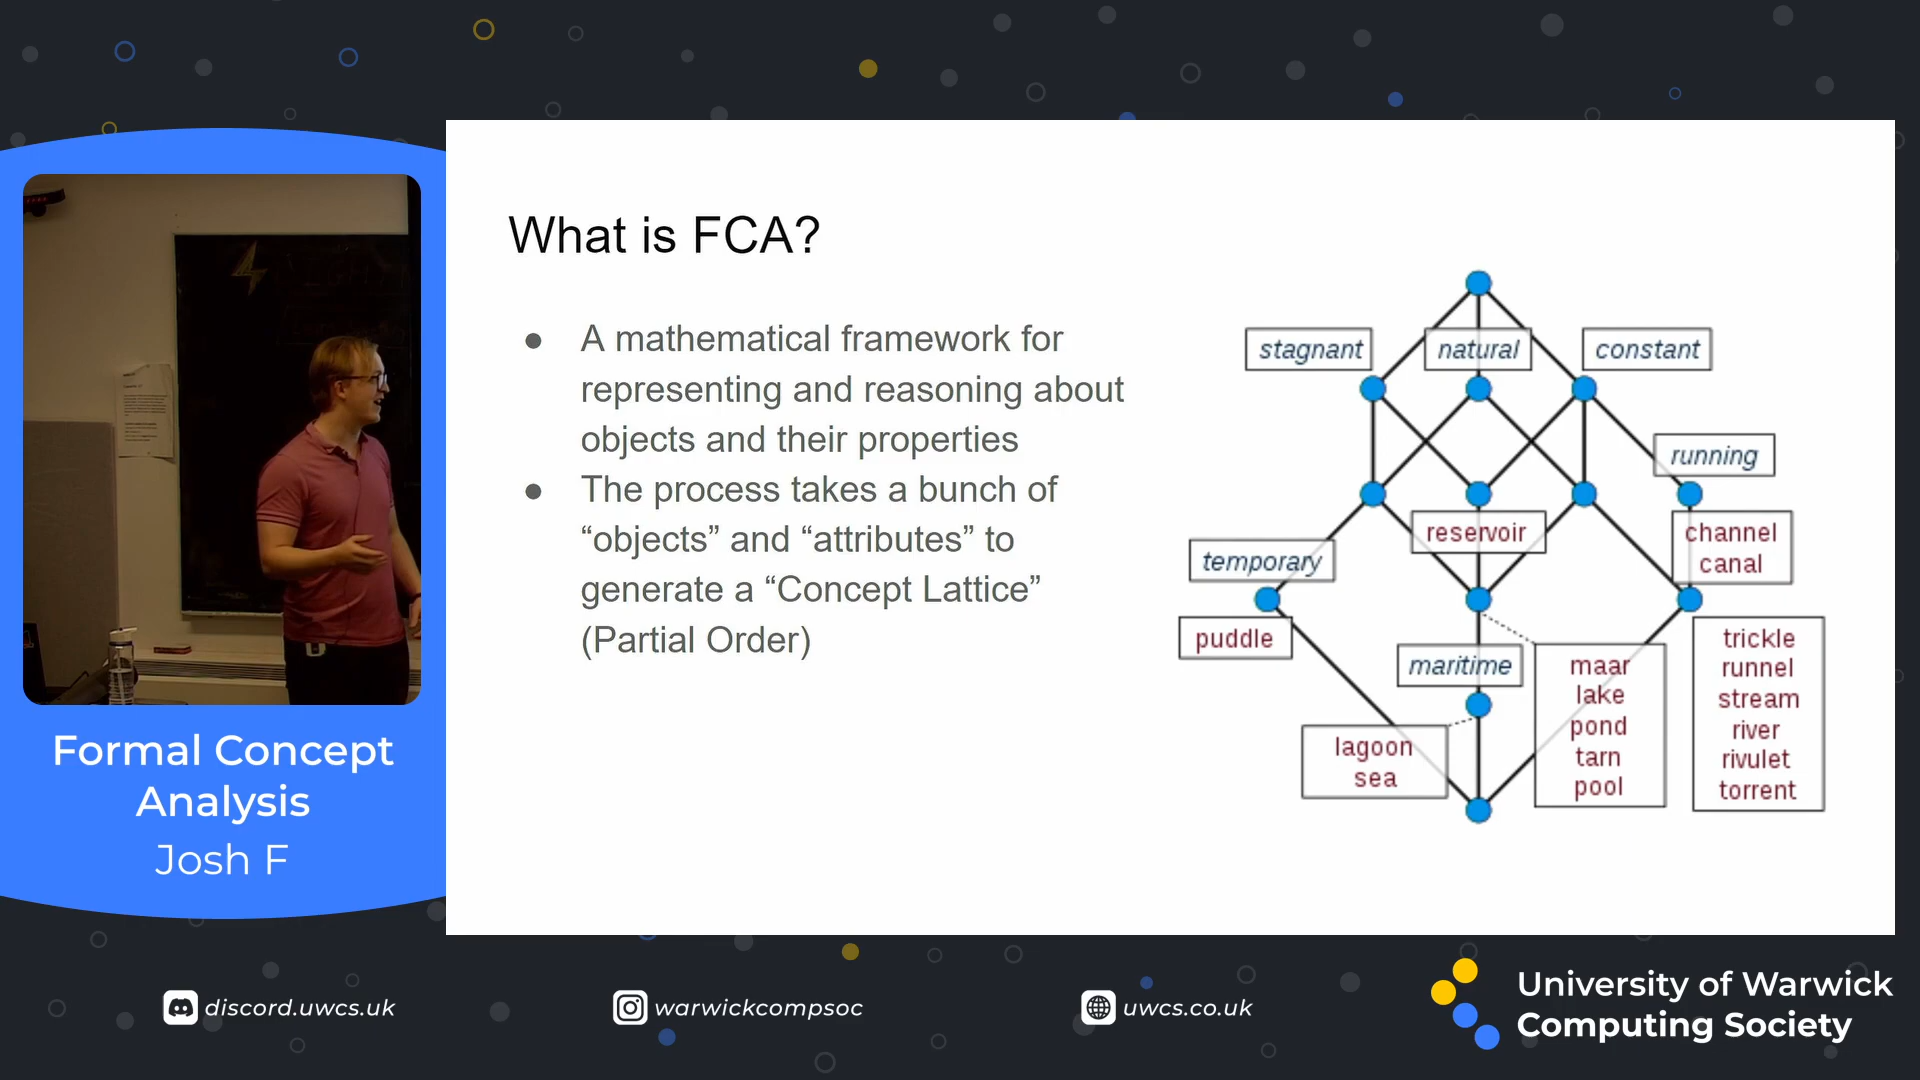 What is FCA?
● A mathematical framework for
representing and reasoning about
objects and their properties
● The process takes a bunch of
“objects” and “attributes” to
generate a “Concept Lattice”
(Partial Order)
stagnant
natural
constant
running
reservoir
channel
canal
temporary
puddle
maritime
maar
lake
pond
tarn
pool
trickle
runnel
stream
river
rivulet
torrent
lagoon
sea
Formal Concept
Analysis
Josh F
discord.uwcs.uk
warwickcompsoc
uwcs.co.uk
University of Warwick
Computing Society